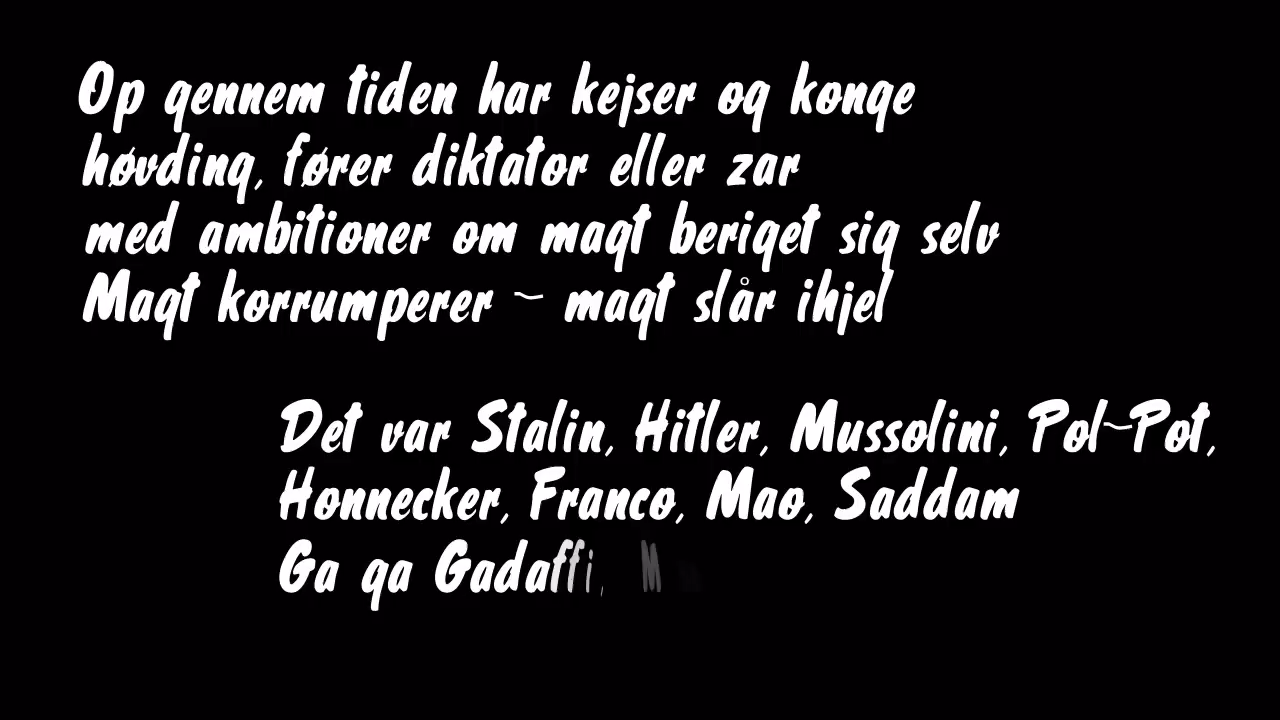 Op gennem tiden har kejser og konge
høvding, fører diktator eller zar
med ambitioner om magt beriget sig selv
Magt korrumperer - magt slår ihjel
Det var Stalin, Hitler, Mussolini, Pol-Pot,
Honnecker, Franco, Mao, Saddam
Ga ga Gadaffi,